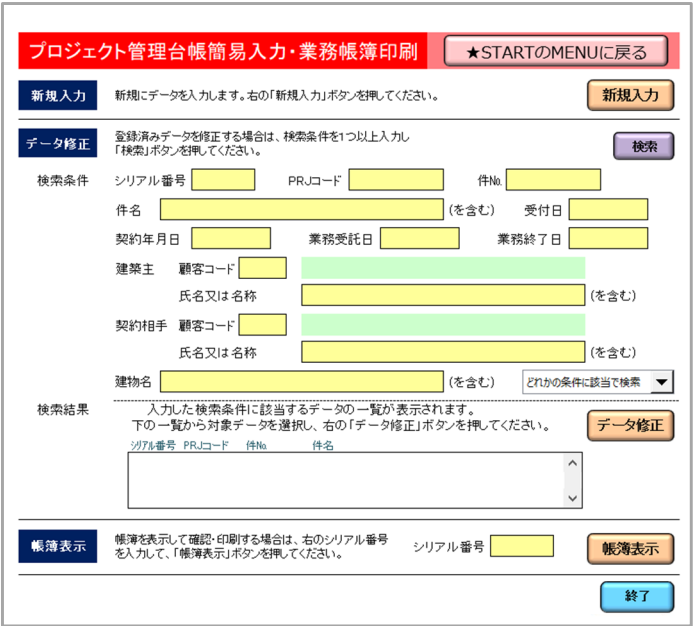 プロジェクト管理台帳簡易入力・業務帳簿印刷 ★STARTのMENUに戻る
新規入力 新規にデータを入力します。右の「新規入力」ボタンを押してください。 新規入力
データ修正 登録済みデータを修正する場合は、検索条件を1つ以上入力し
「検索」ボタンを押してください。 検索
検索条件 シリアル番号 PRJコード 件No.
件名 (を含む) 受付日
契約年月日 業務受託日 業務終了日
建築主 顧客コード
氏名又は名称 (を含む)
契約相手 顧客コード
氏名又は名称 (を含む)
建物名 (を含む) どれかの条件に該当で検索
検索結果 入力した検索条件に該当するデータの一覧が表示されます。
下の一覧から対象データを選択し、右の「データ修正」ボタンを押してください。 データ修正
シリアル番号 PRJコード 件No. 件名
帳簿表示 帳簿を表示して確認・印刷する場合は、右のシリアル番号
を入力して、「帳簿表示」ボタンを押してください。 シリアル番号 帳簿表示
終了